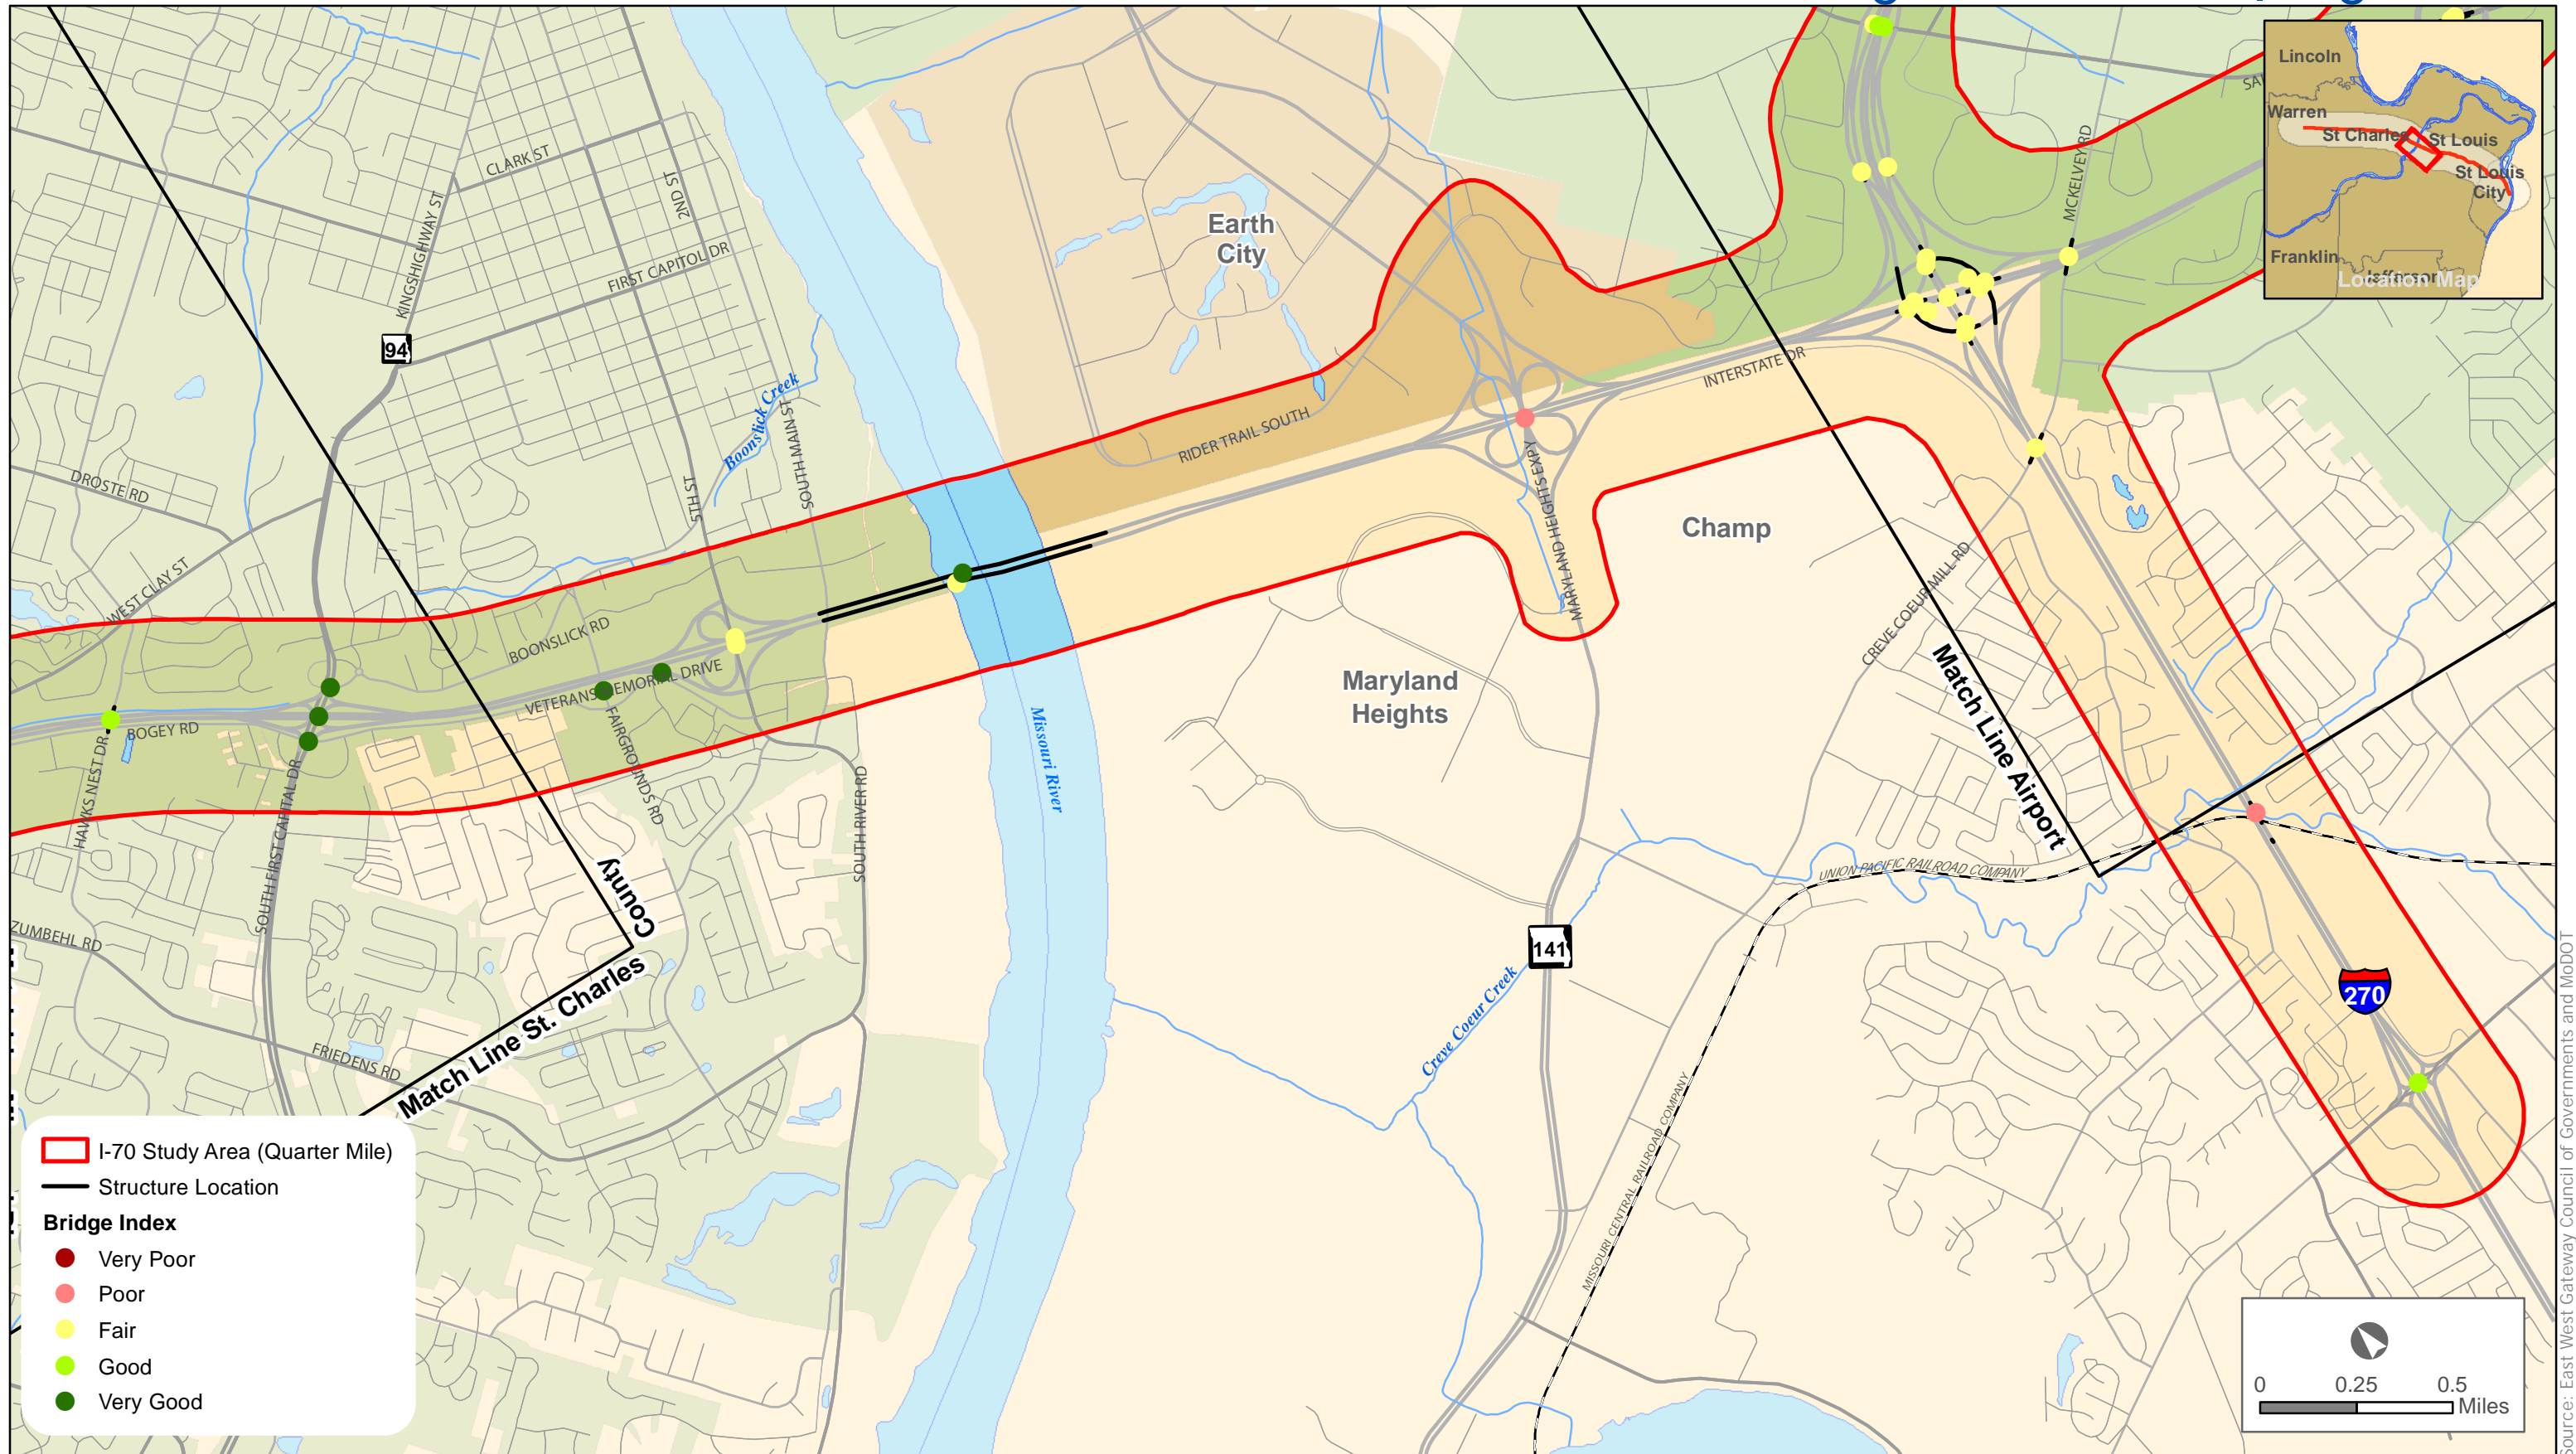 Lincoln
Warren
St Charles
St Louis
St Louis
City
Franklin
Jefferson
Location Map
CLARK ST
2ND ST
KINGSHIGHWAY ST
FIRST CAPITOL DR
94
Earth
City
MCKELVEY RD
Boonslick Creek
SOUTH MAIN ST
5TH ST
DROSTE RD
RIDER TRAIL SOUTH
INTERSTATE DR
MARYLAND HEIGHTS EXPY
Champ
WEST CLAY ST
BOONSLICK RD
VETERANS MEMORIAL DRIVE
CREVE COEUR MILL RD
Maryland
Heights
BOGEY RD
HAWKS NEST DR
FAIRGROUNDS RD
SOUTH RIVER RD
Missouri River
Match Line Airport
SOUTH FIRST CAPITAL DR
County
UNION PACIFIC RAILROAD COMPANY
ZUMBEHL RD
Match Line St. Charles
141
270
Creve Coeur Creek
FRIEDENS RD
MISSOURI CENTRAL RAILROAD COMPANY
I-70 Study Area (Quarter Mile)
Structure Location
Bridge Index
Very Poor
Poor
Fair
Good
Very Good
0 0.25 0.5
Miles
Source: East West Gateway Council of Governments and MoDOT